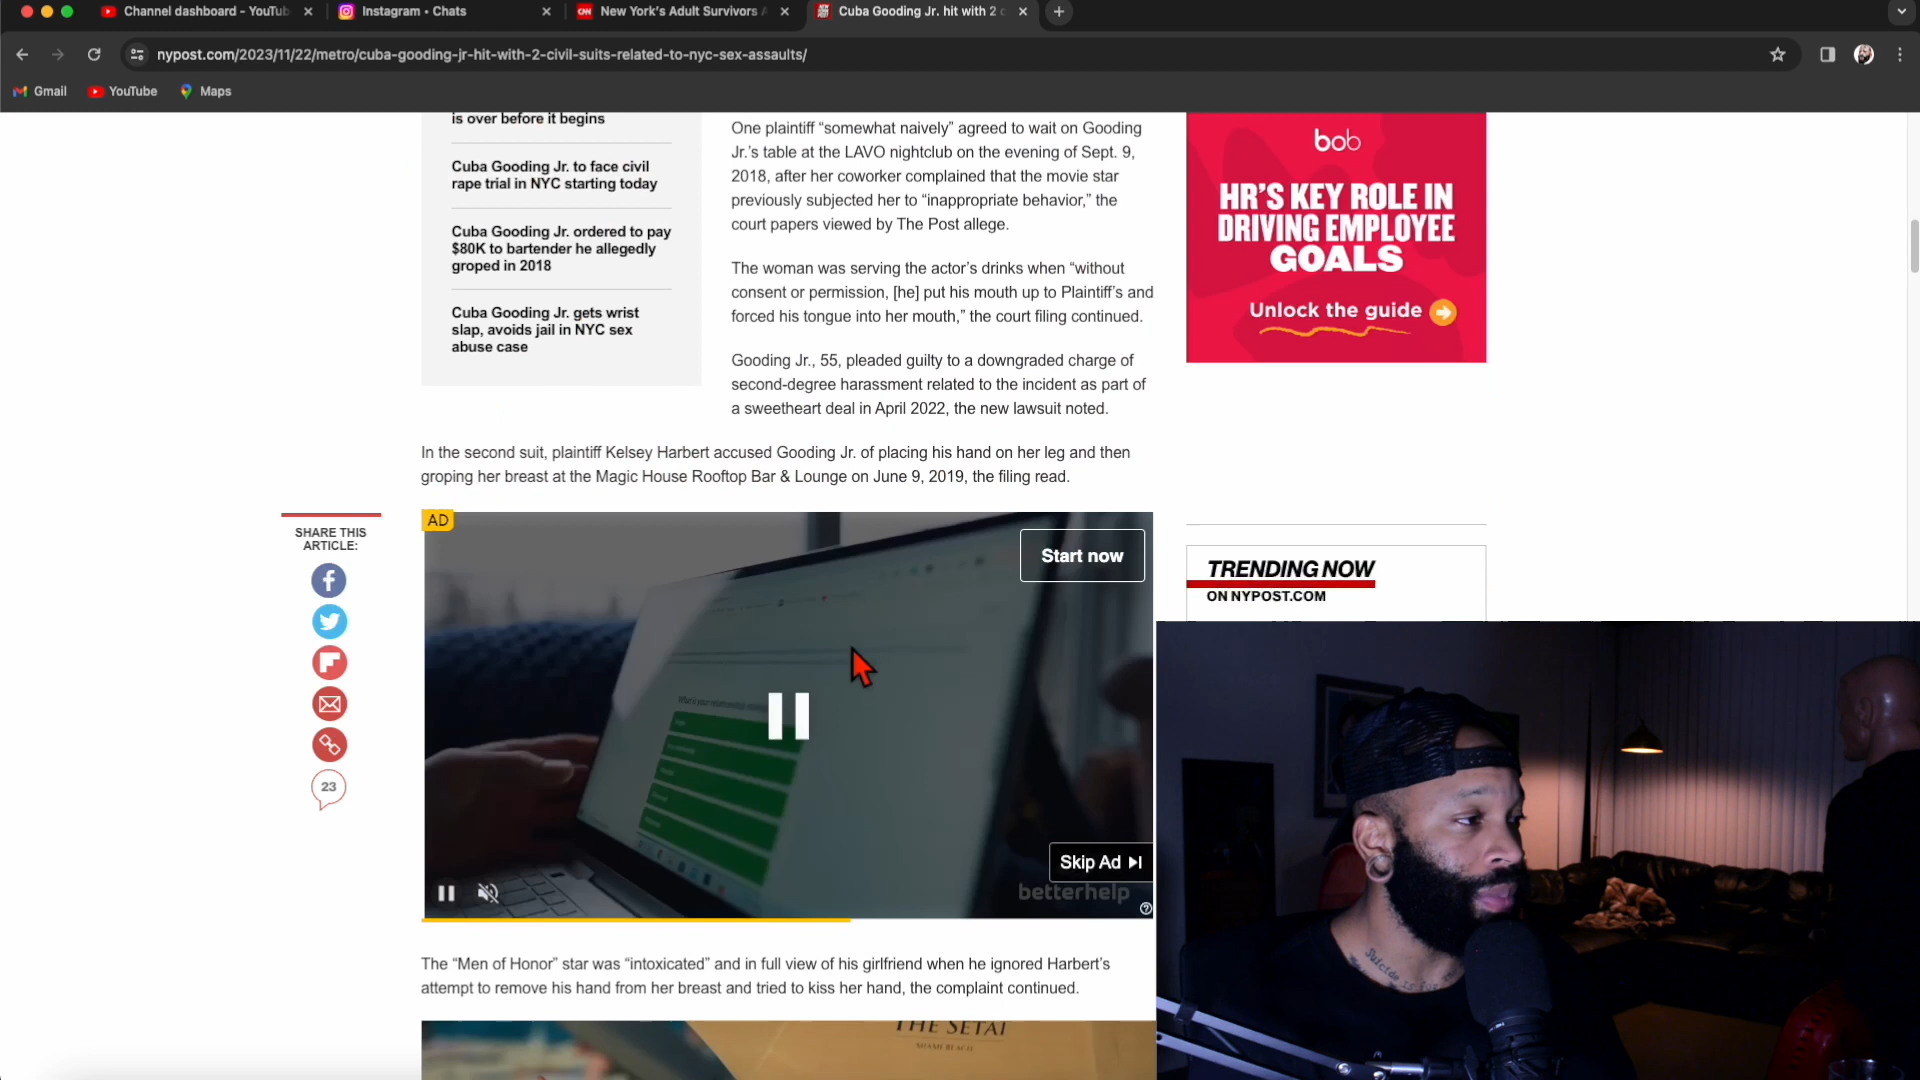 Channel dashboard - YouTub
Instagram • Chats
New York's Adult Survivors A
Cuba Gooding Jr. hit with 2 c
nypost.com/2023/11/22/metro/cuba-gooding-jr-hit-with-2-civil-suits-related-to-nyc-sex-assaults/
Gmail
YouTube
Maps
is over before it begins
Cuba Gooding Jr. to face civil
rape trial in NYC starting today
Cuba Gooding Jr. ordered to pay
$80K to bartender he allegedly
groped in 2018
Cuba Gooding Jr. gets wrist
slap, avoids jail in NYC sex
abuse case
One plaintiff “somewhat naively” agreed to wait on Gooding
Jr.’s table at the LAVO nightclub on the evening of Sept. 9,
2018, after her coworker complained that the movie star
previously subjected her to “inappropriate behavior,” the
court papers viewed by The Post allege.
The woman was serving the actor’s drinks when “without
consent or permission, [he] put his mouth up to Plaintiff’s and
forced his tongue into her mouth,” the court filing continued.
Gooding Jr., 55, pleaded guilty to a downgraded charge of
second-degree harassment related to the incident as part of
a sweetheart deal in April 2022, the new lawsuit noted.
In the second suit, plaintiff Kelsey Harbert accused Gooding Jr. of placing his hand on her leg and then
groping her breast at the Magic House Rooftop Bar & Lounge on June 9, 2019, the filing read.
bob
HR'S KEY ROLE IN
DRIVING EMPLOYEE
GOALS
Unlock the guide
SHARE THIS
ARTICLE:
23
AD
Start now
Skip Ad
betterhelp
TRENDING NOW
ON NYPOST.COM
The “Men of Honor” star was “intoxicated” and in full view of his girlfriend when he ignored Harbert’s
attempt to remove his hand from her breast and tried to kiss her hand, the complaint continued.
THE SETAI
MIAMI BEACH